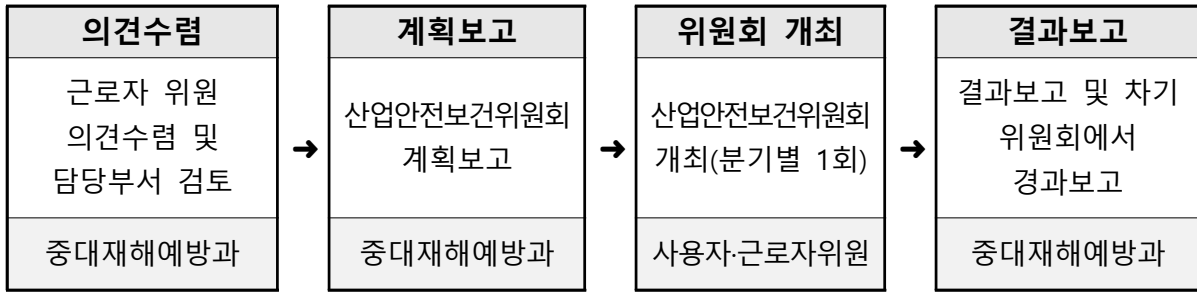 의견수렴
근로자 위원
의견수렴 및
담당부서 검토
중대재해예방과
➜
계획보고
산업안전보건위원회
계획보고
중대재해예방과
➜
위원회 개최
산업안전보건위원회
개최(분기별 1회)
사용자·근로자위원
➜
결과보고
결과보고 및 차기
위원회에서
경과보고
중대재해예방과